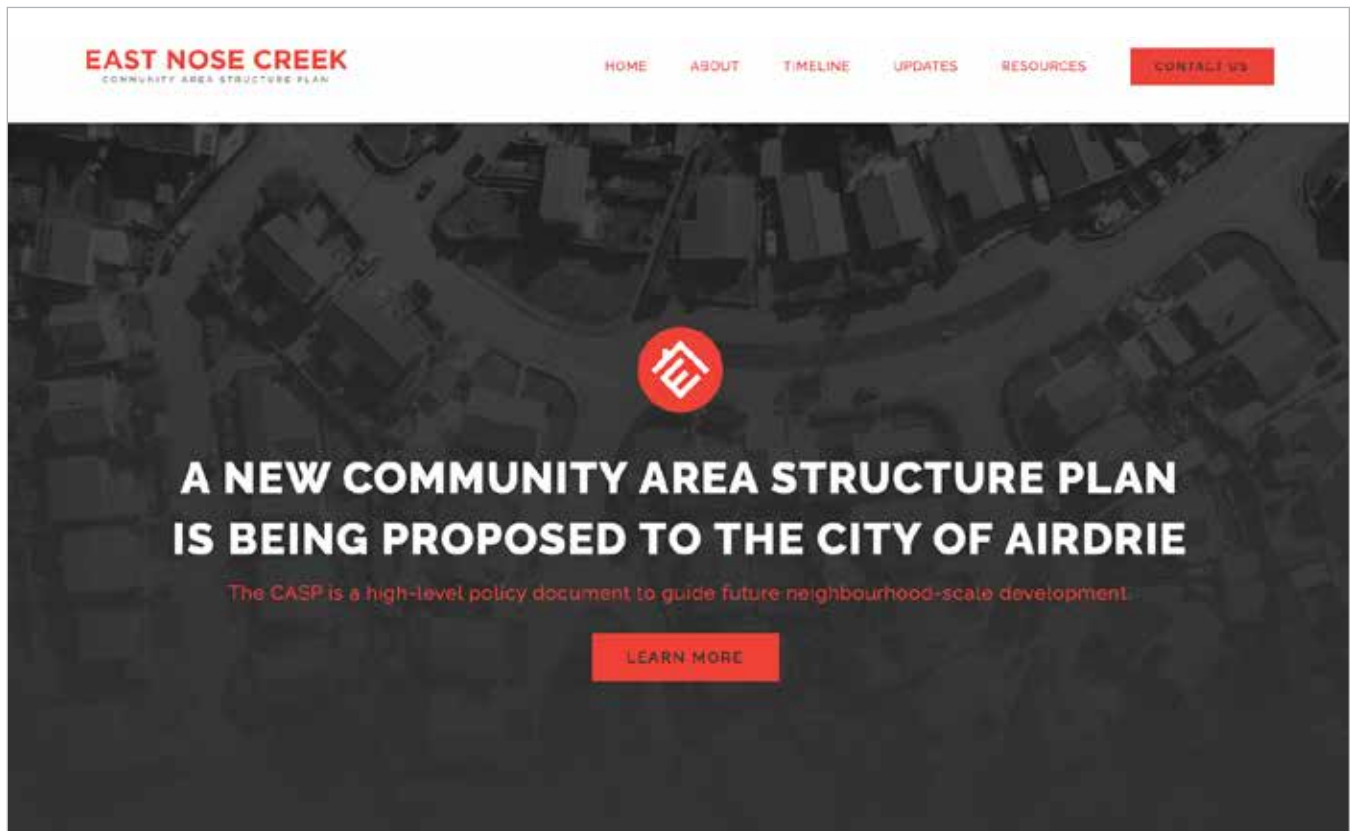 EAST NOSE CREEK
COMMUNITY AREA STRUCTURE PLAN
HOME ABOUT TIMELINE UPDATES RESOURCES CONTACT US
A NEW COMMUNITY AREA STRUCTURE PLAN
IS BEING PROPOSED TO THE CITY OF AIRDRIE
The CASP is a high-level policy document to guide future neighbourhood-scale development.
LEARN MORE